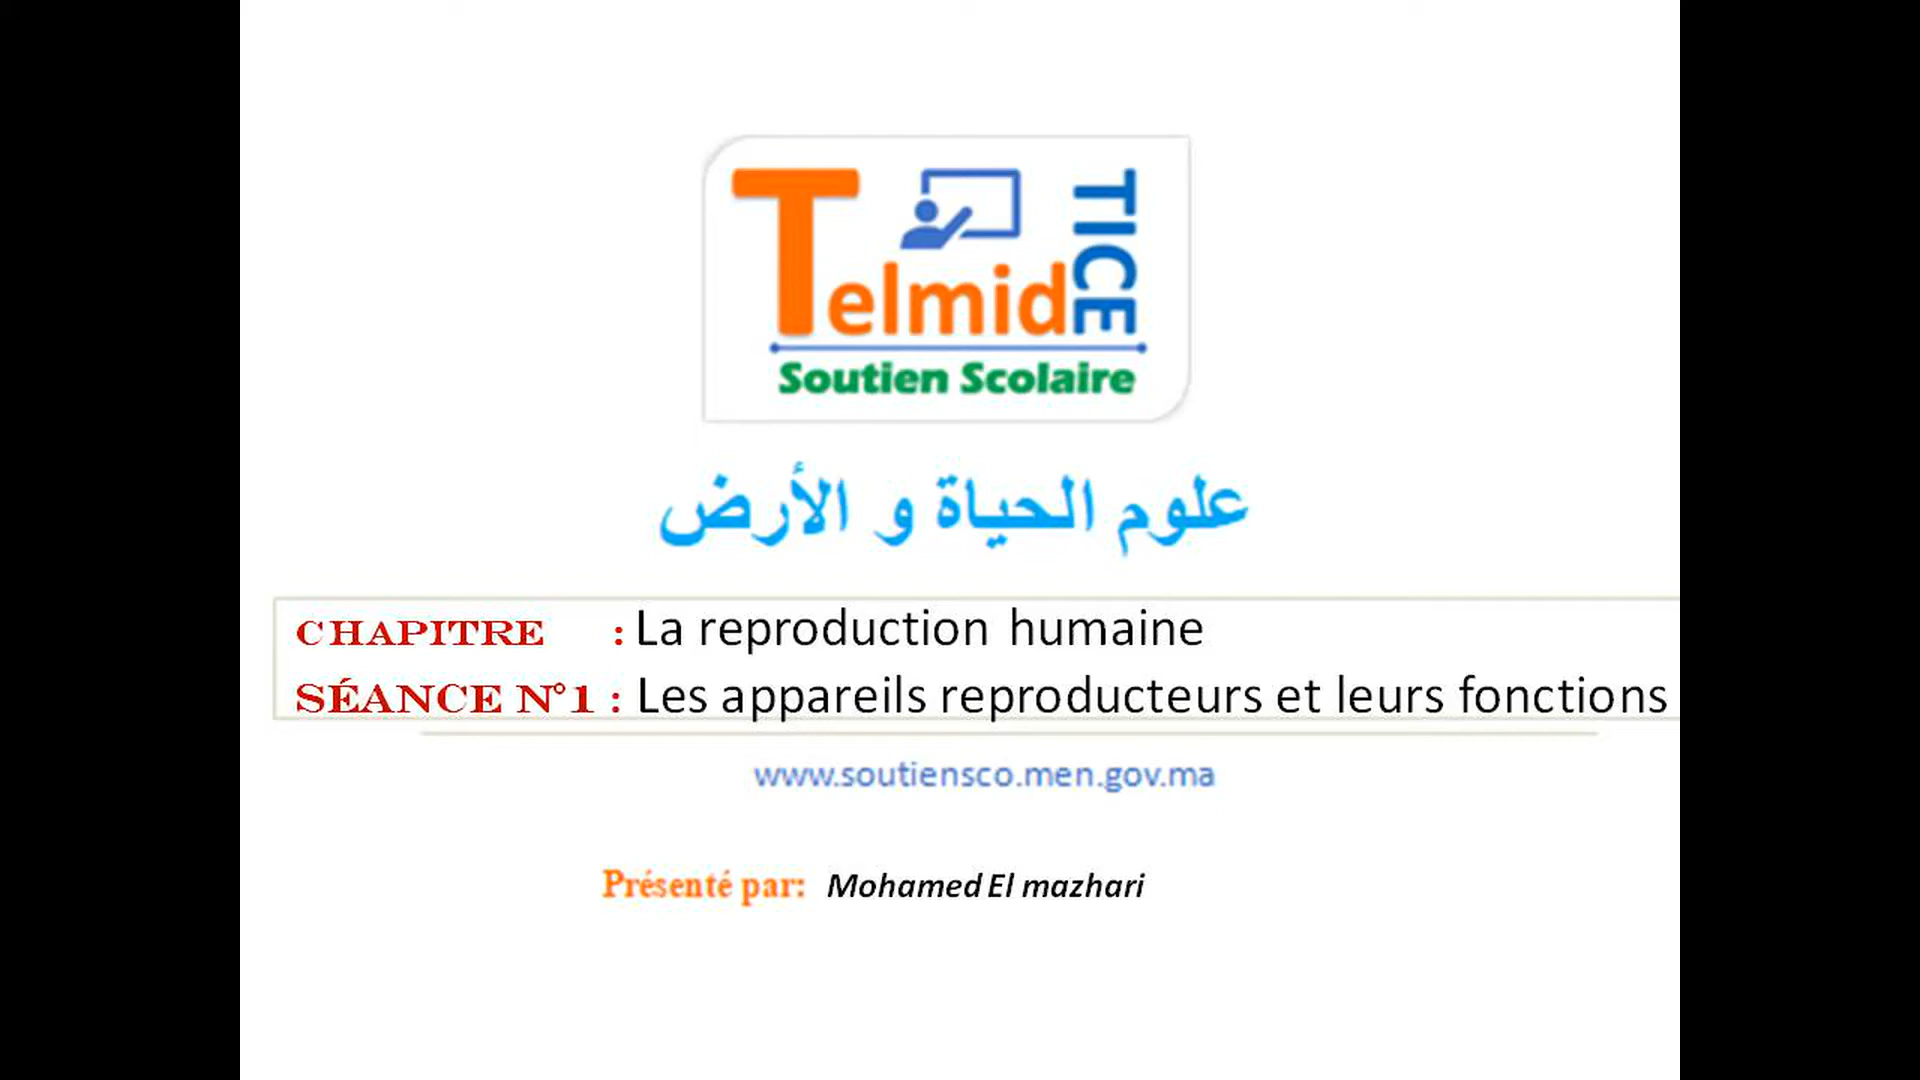 Telmid TICE
Soutien Scolaire
علوم الحياة و الأرض
CHAPITRE : La reproduction humaine
SÉANCE N°1 : Les appareils reproducteurs et leurs fonctions
www.soutiensco.men.gov.ma
Présenté par: Mohamed El mazhari